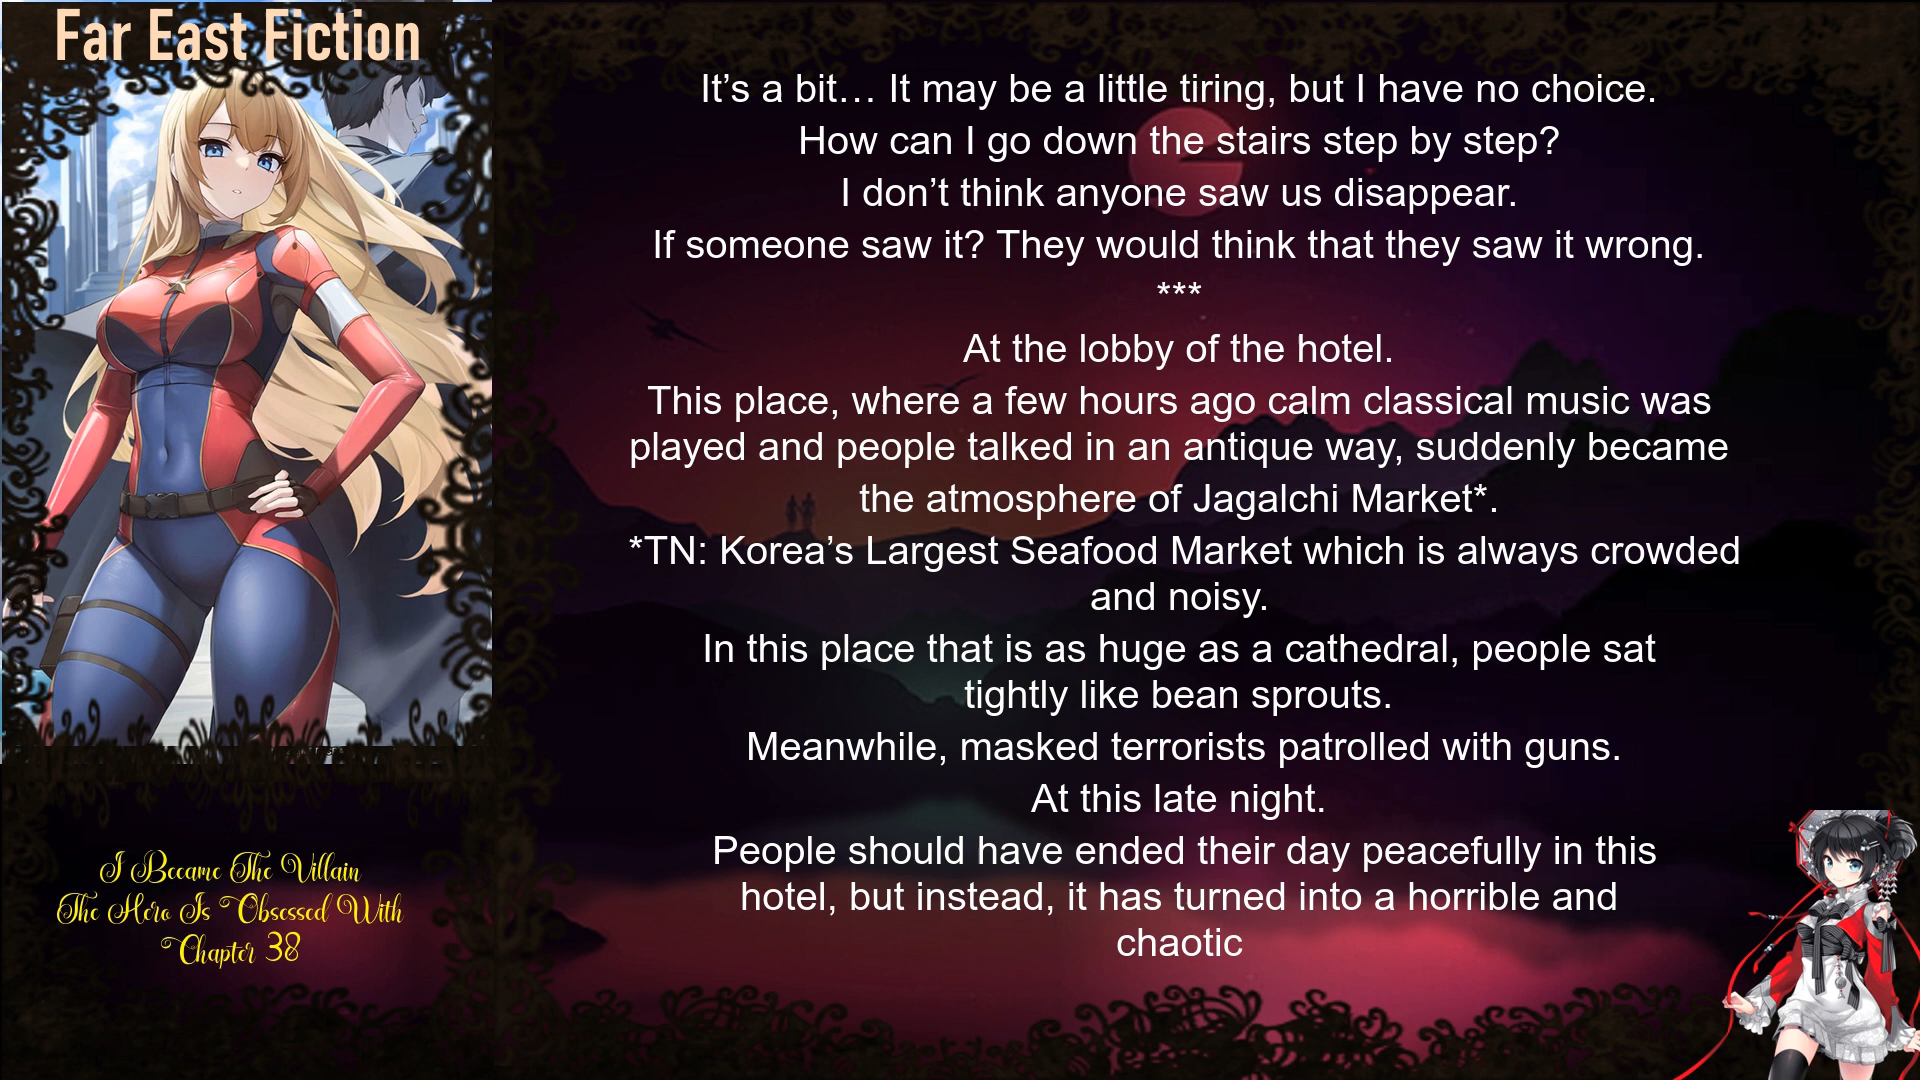 Far East Fiction
It’s a bit… It may be a little tiring, but I have no choice.
How can I go down the stairs step by step?
I don’t think anyone saw us disappear.
If someone saw it? They would think that they saw it wrong.
***
At the lobby of the hotel.
This place, where a few hours ago calm classical music was
played and people talked in an antique way, suddenly became
the atmosphere of Jagalchi Market*.
*TN: Korea’s Largest Seafood Market which is always crowded
and noisy.
In this place that is as huge as a cathedral, people sat
tightly like bean sprouts.
Meanwhile, masked terrorists patrolled with guns.
At this late night.
People should have ended their day peacefully in this
hotel, but instead, it has turned into a horrible and
chaotic
I Became The Villain
The Hero Is Obsessed With
Chapter 38